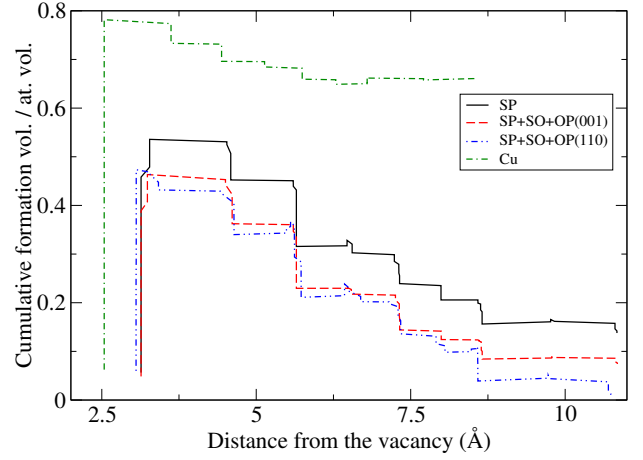 Cumulative formation vol. / at. vol.
0.8
0.6
0.4
0.2
0
SP
SP+SO+OP(001)
SP+SO+OP(110)
Cu
2.5 5 7.5 10
Distance from the vacancy (Å)